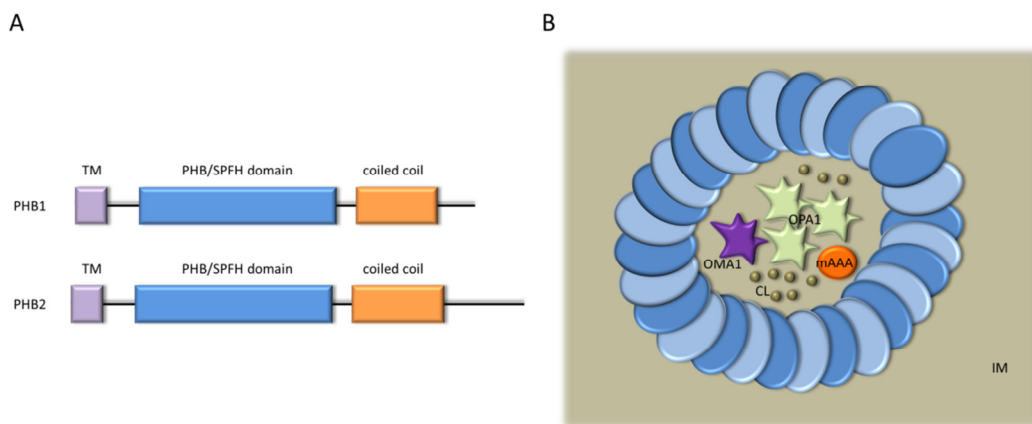 A
B
TM PHB/SPFH domain coiled coil
PHB1
TM PHB/SPFH domain coiled coil
PHB2
OPA1
OMA1
mAAA
CL
IM